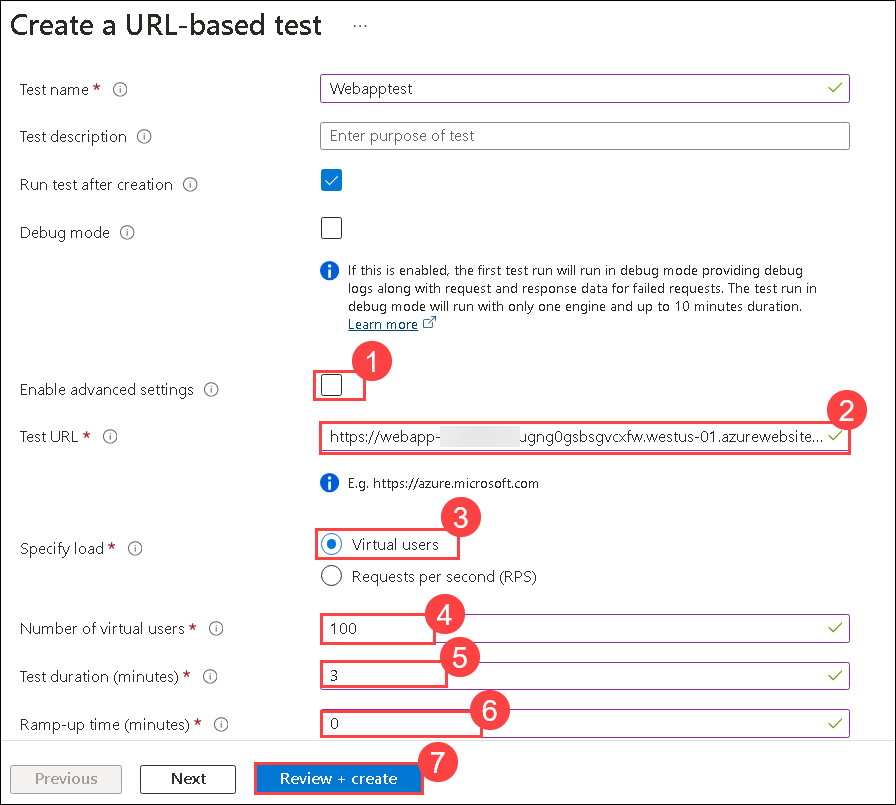 Create a URL-based test ...
Test name *
Webapptest
Test description
Enter purpose of test
Run test after creation
Debug mode
If this is enabled, the first test run will run in debug mode providing debug
logs along with request and response data for failed requests. The test run in
debug mode will run with only one engine and up to 10 minutes duration.
Learn more
1
Enable advanced settings
2
Test URL *
https://webapp- ugng0gsbsgvcxfw.westus-01.azurewebsite...
E.g. https://azure.microsoft.com
3
Specify load *
Virtual users
Requests per second (RPS)
4
Number of virtual users *
100
5
Test duration (minutes) *
3
6
Ramp-up time (minutes) *
0
7
Previous
Next
Review + create